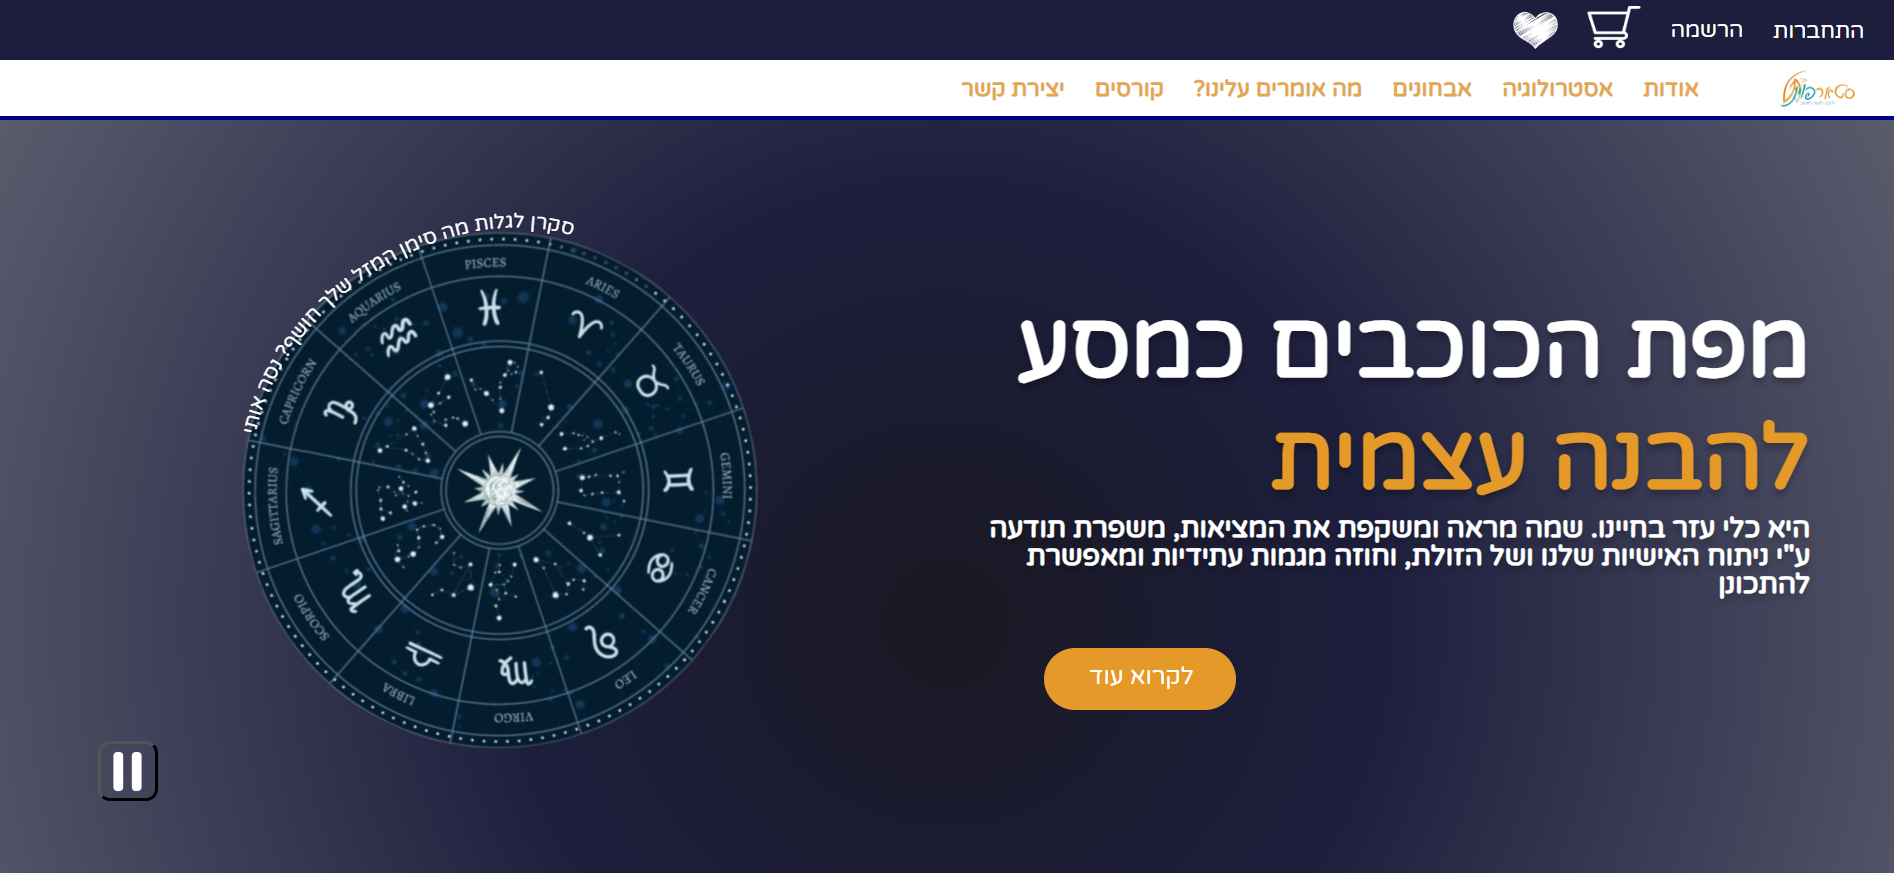 התחברות
הרשמה
סטארפוינט
אודות
אסטרולוגיה
אבחונים
מה אומרים עלינו?
קורסים
יצירת קשר
מפת הכוכבים כמסע
להבנה עצמית
היא כלי עזר בחיינו. שמה מראה ומשקפת את המציאות, משפרת תודעה
ע"י ניתוח האישיות שלנו ושל הזולת, וחוזה מגמות עתידיות ומאפשרת
להתכונן
לקרוא עוד
סקרן לגלות מה סימן המזל שלך חושף? נסה אותי
PISCES
ARIES
TAURUS
GEMINI
CANCER
LEO
VIRGO
LIBRA
SCORPIO
SAGITTARIUS
CAPRICORN
AQUARIUS